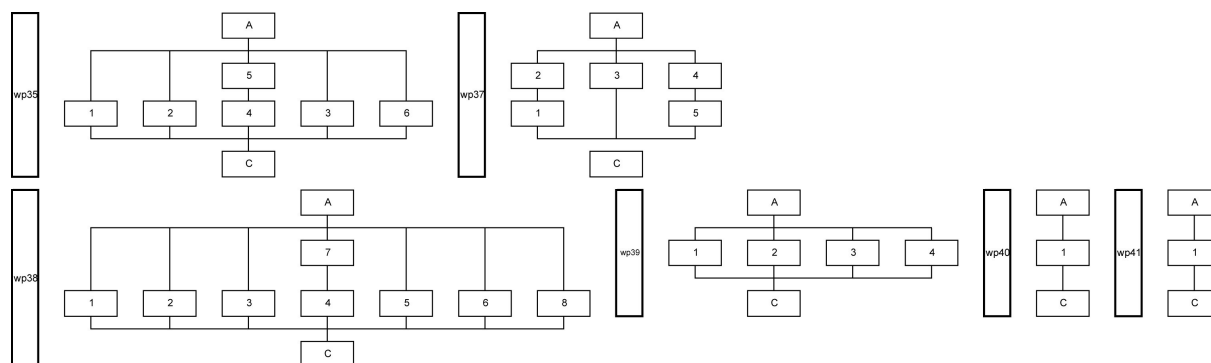 A A
5 2 3 4
wp35 wp37
1 2 4 3 6 1 5
C C
A A A A
7 1 2 3 4 1 1
wp38 wp39 wp40 wp41
1 2 3 4 5 6 8 C C C
C